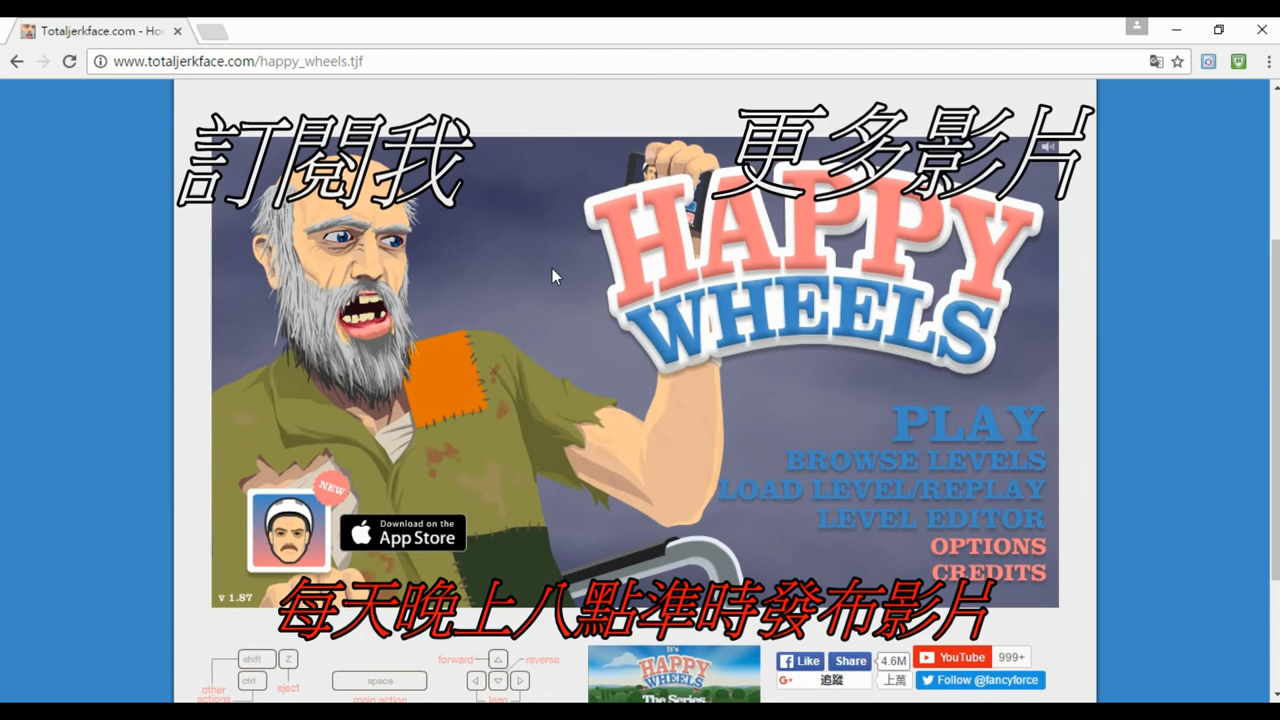 Totaljerkface.com - Ho
www.totaljerkface.com/happy_wheels.tjf
訂閱我
更多影片
HAPPY
WHEELS
PLAY
BROWSE LEVELS
LOAD LEVEL/REPLAY
LEVEL EDITOR
OPTIONS
CREDITS
NEW
Download on the
App Store
v 1.87
每天晚上八點準時發布影片
shift
Z
ctrl
other
actions
eject
space
main action
forward
reverse
lean
It's
HAPPY
WHEELS
The Series
Like
Share
4.6M
YouTube
999+
G+
追蹤
上萬
Follow @fancyforce